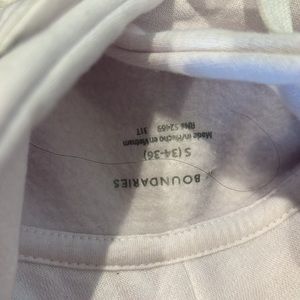 BOUNDARIES
S (34-36)
Made in/Hecho en Vietnam
RN# 52469 31T